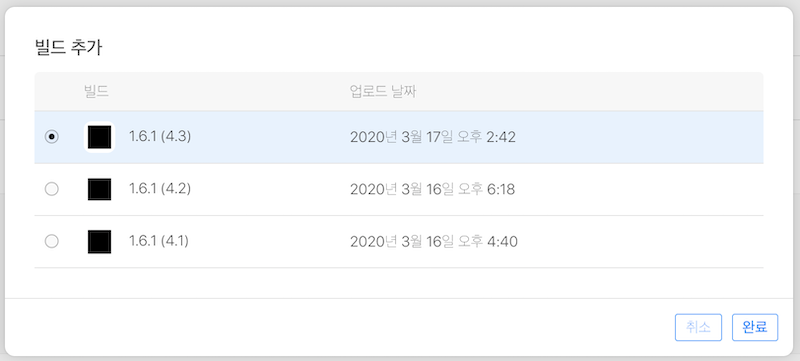 빌드 추가
빌드 업로드 날짜
1.6.1 (4.3) 2020년 3월 17일 오후 2:42
1.6.1 (4.2) 2020년 3월 16일 오후 6:18
1.6.1 (4.1) 2020년 3월 16일 오후 4:40
취소 완료